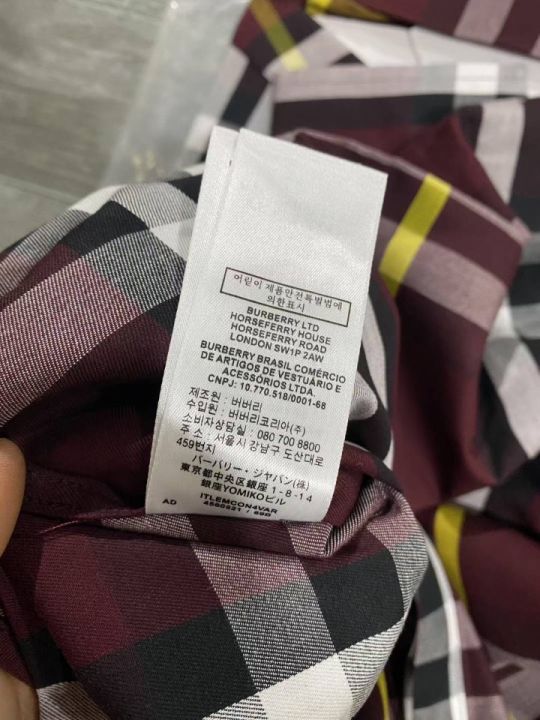 어린이 제품안전특별법에
의한표시
BURBERRY LTD
HORSEFERRY HOUSE
HORSEFERRY ROAD
LONDON SW1P 2AW
BURBERRY BRASIL COMÉRCIO
DE ARTIGOS DE VESTUÁRIO E
ACESSÓRIOS LTDA.
CNPJ: 10.770.518/0001-68
제조원 : 버버리
수입원 : 버버리코리아(주)
소비자상담실 : 080 700 8800
주소 : 서울시 강남구 도산대로
459번지
バーバリー・ジャパン(株)
東京都中央区銀座 1 - 8 - 14
銀座YOMIKOビル
ITLEMCON4VAR
AD